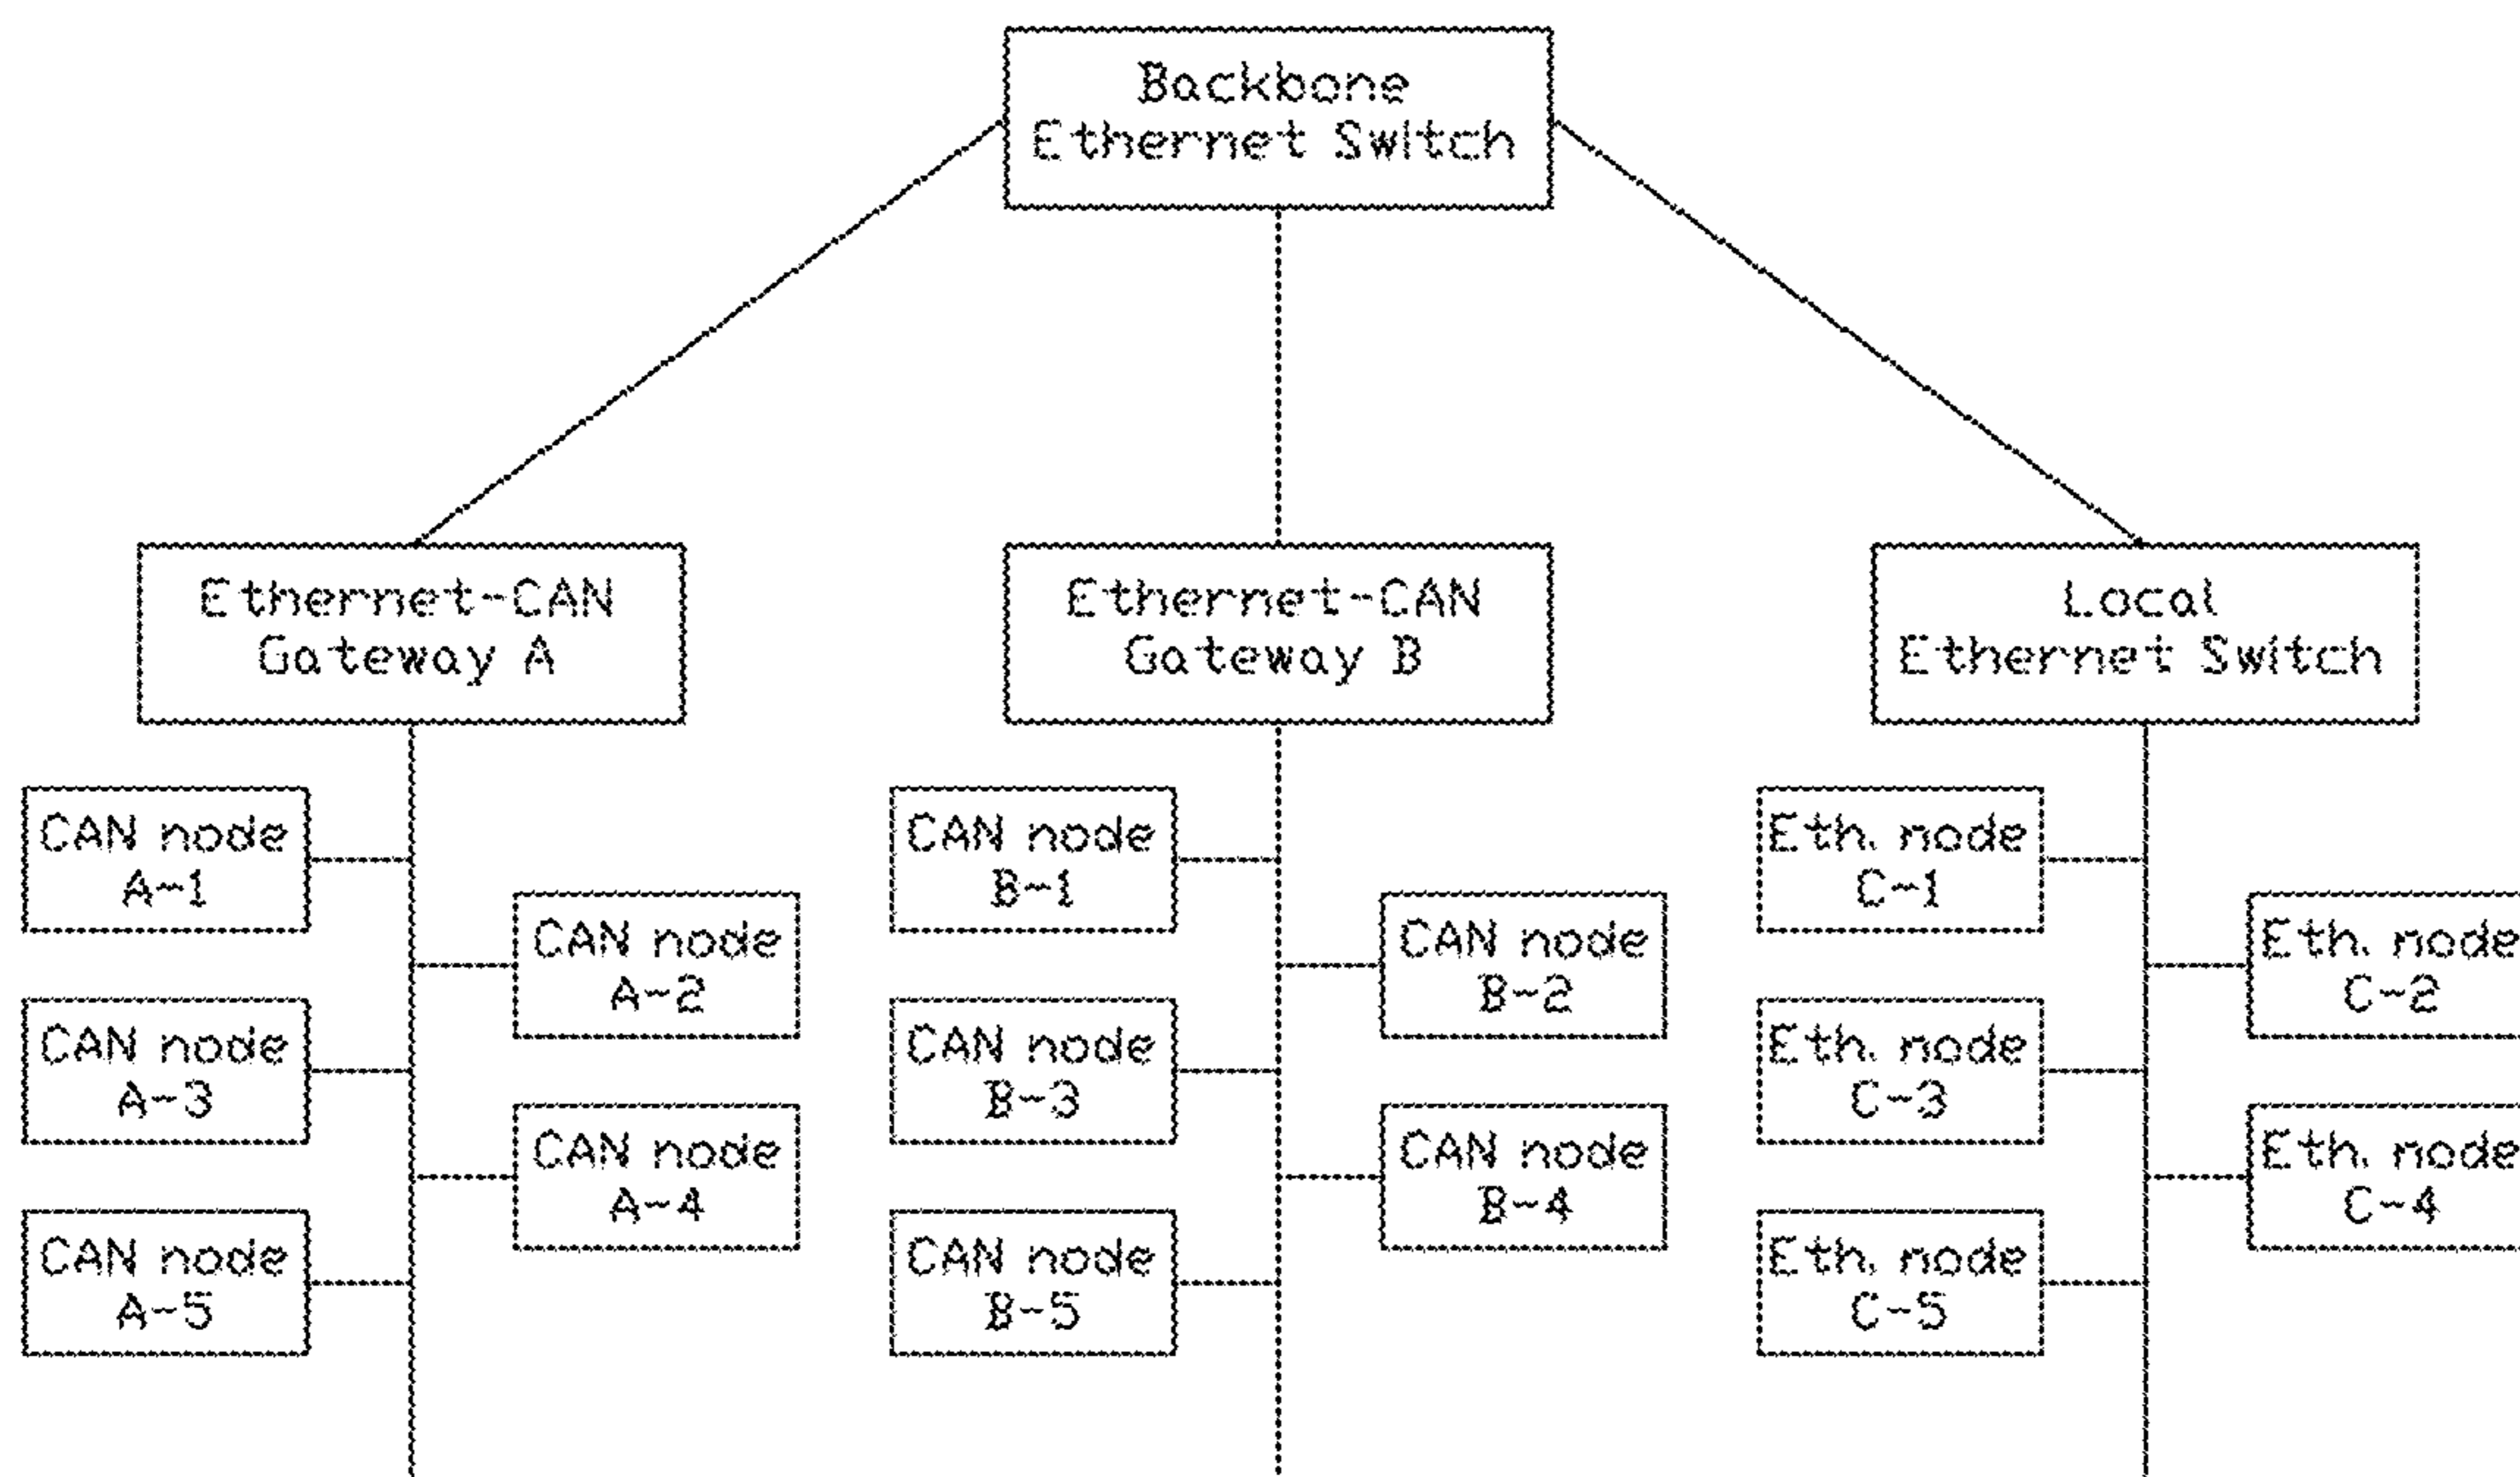 Backbone
Ethernet Switch
Ethernet-CAN
Gateway A
Ethernet-CAN
Gateway B
Local
Ethernet Switch
CAN node
A-1
CAN node
A-2
CAN node
A-3
CAN node
A-4
CAN node
A-5
CAN node
B-1
CAN node
B-2
CAN node
B-3
CAN node
B-4
CAN node
B-5
Eth. node
C-1
Eth. node
C-2
Eth. node
C-3
Eth. node
C-4
Eth. node
C-5